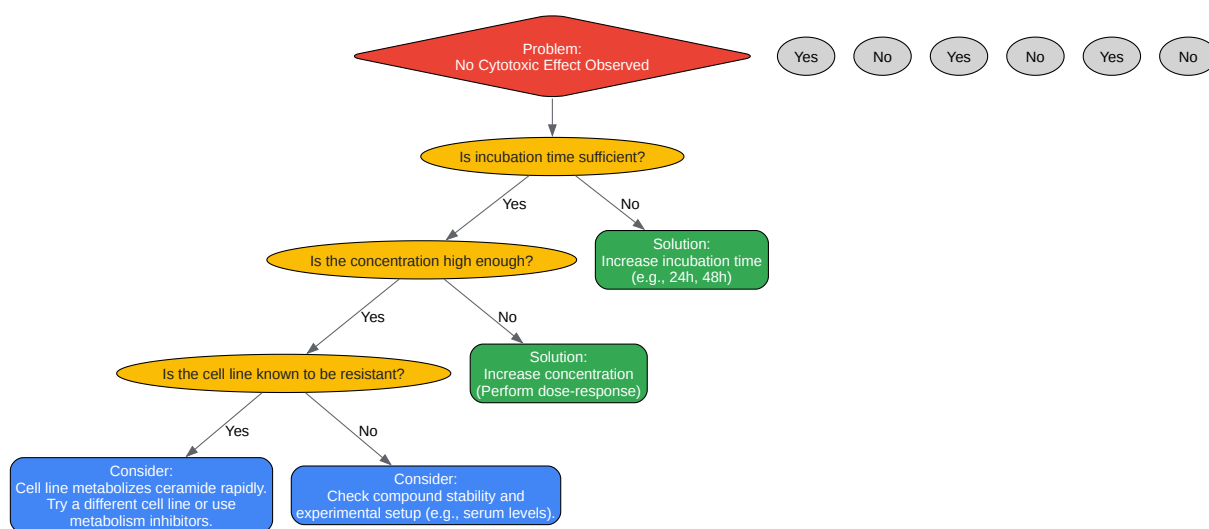 Problem:
No Cytotoxic Effect Observed
Yes
No
Yes
No
Yes
No
Is incubation time sufficient?
Yes
No
Is the concentration high enough?
Solution:
Increase incubation time
(e.g., 24h, 48h)
Yes
No
Is the cell line known to be resistant?
Solution:
Increase concentration
(Perform dose-response)
Yes
No
Consider:
Cell line metabolizes ceramide rapidly.
Try a different cell line or use
metabolism inhibitors.
Consider:
Check compound stability and
experimental setup (e.g., serum levels).